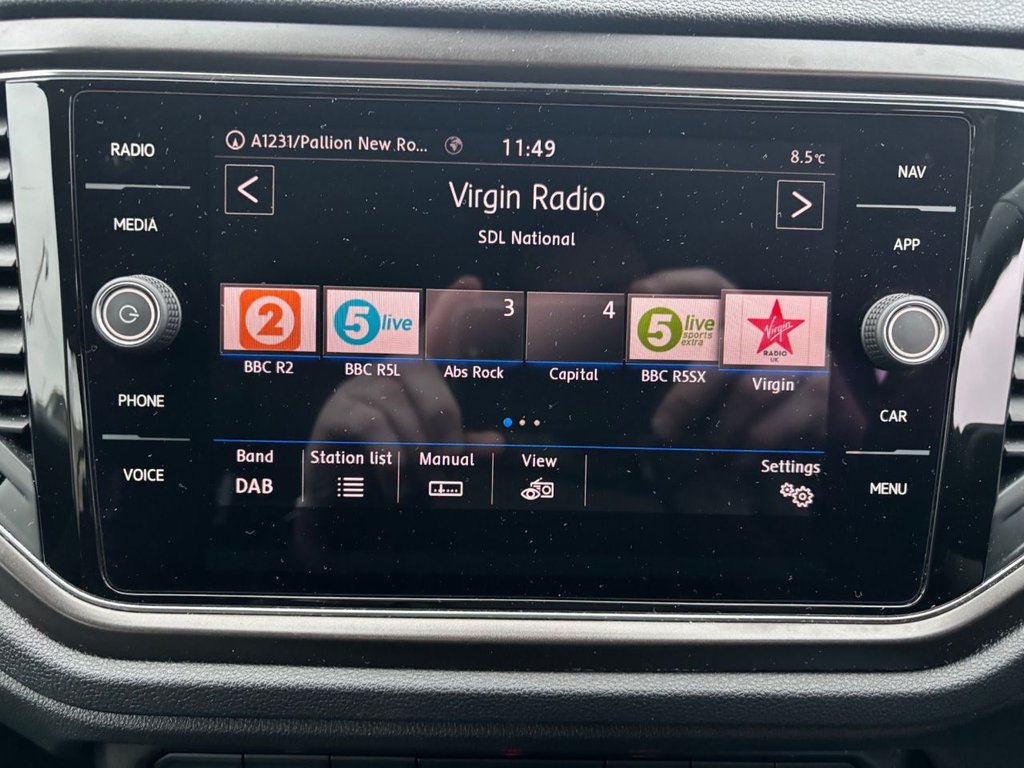 RADIO
MEDIA
PHONE
VOICE
A1231/Pallion New Ro... 11:49 8.5°C
<
Virgin Radio
>
SDL National
2
5 live
3
4
5 live sports extra
Virgin
RADIO
UK
BBC R2 BBC R5L Abs Rock Capital BBC R5SX Virgin
Band
DAB
Station list
Manual
View
Settings
NAV
APP
CAR
MENU